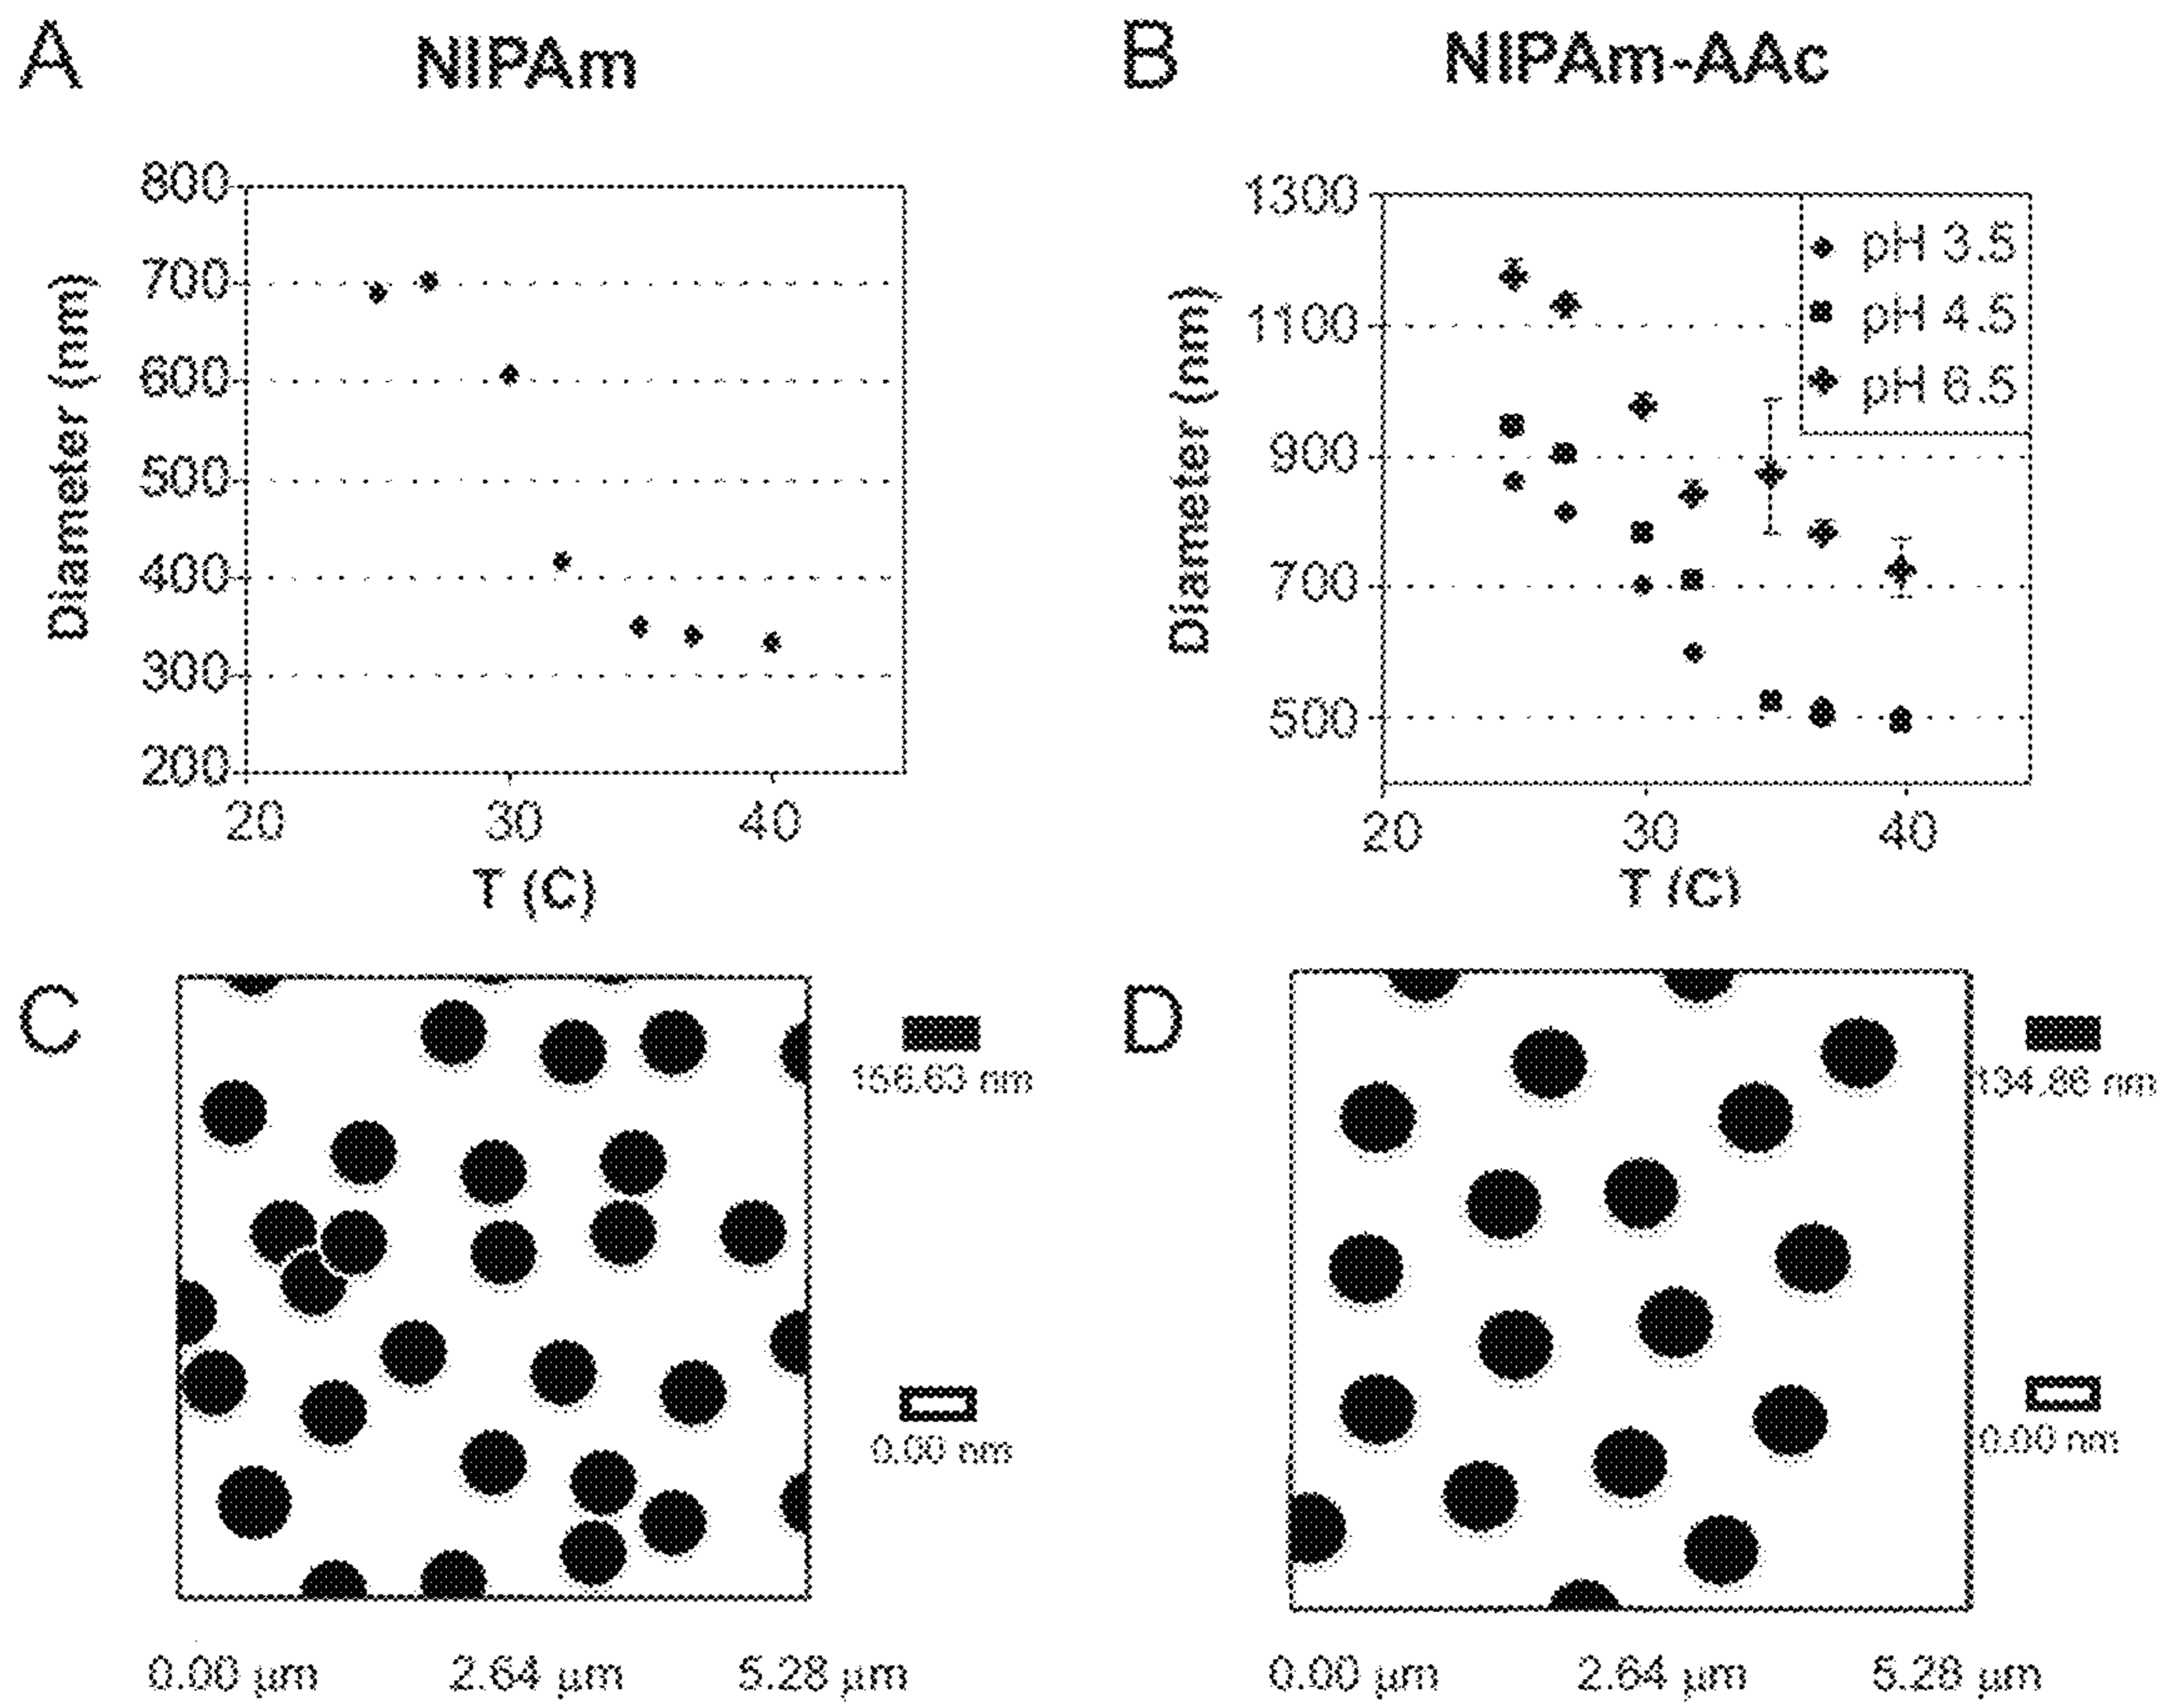 A NIPAm
B NIPAm-AAc
800
700
600
500
400
300
200
Diameter (nm)
20 30 40
T (C)
1300
1100
900
700
500
Diameter (nm)
pH 3.5
pH 4.5
pH 6.5
20 30 40
T (C)
C
156.63 nm
0.00 nm
0.00 µm 2.64 µm 5.28 µm
D
134.86 nm
0.00 nm
0.00 µm 2.64 µm 5.28 µm